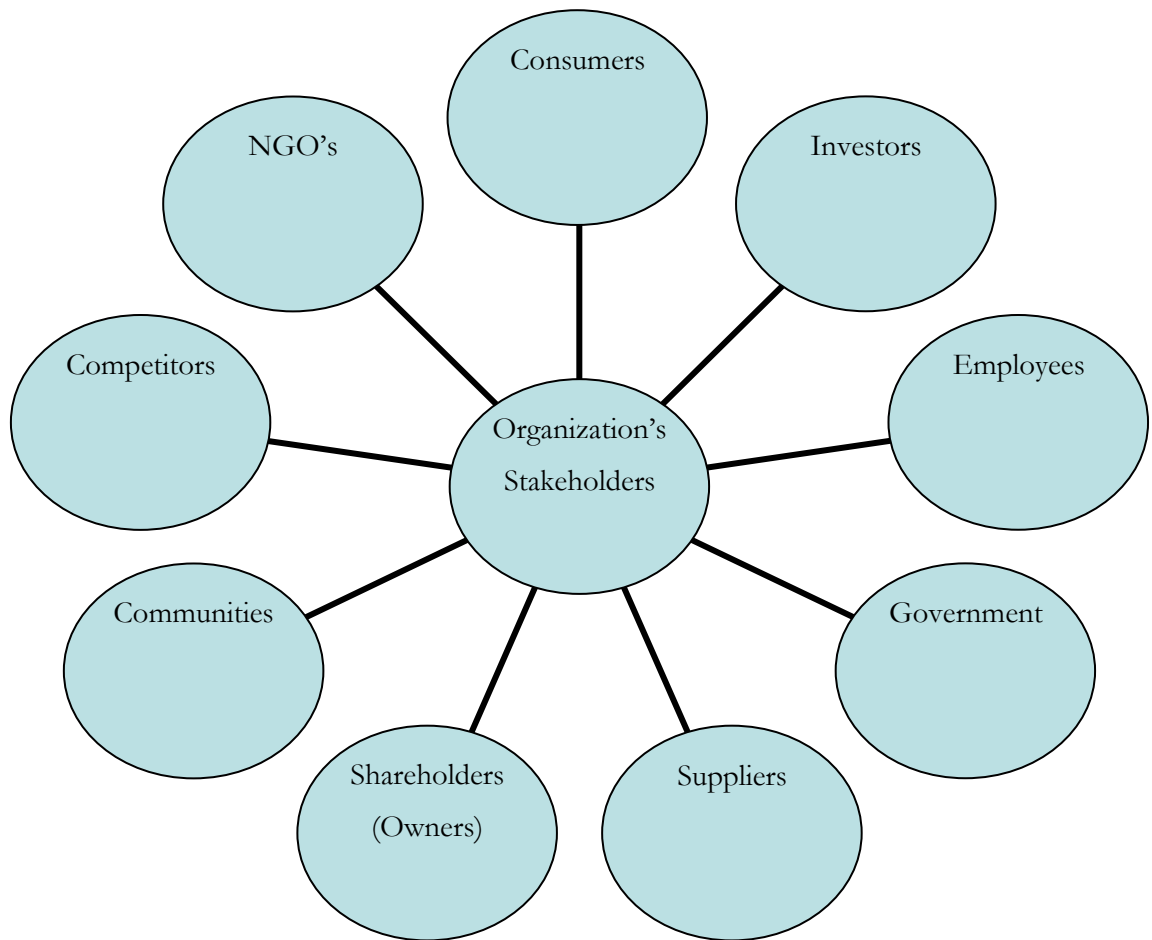 Consumers
NGO’s
Investors
Competitors
Employees
Organization’s
Stakeholders
Communities
Government
Shareholders
(Owners)
Suppliers